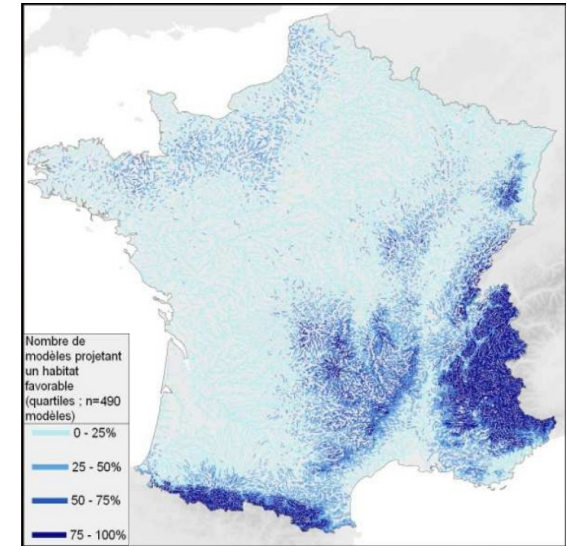 Nombre de
modèles projetant
un habitat
favorable
(quartiles ; n=490
modèles)
0 - 25%
25 - 50%
50 - 75%
75 - 100%